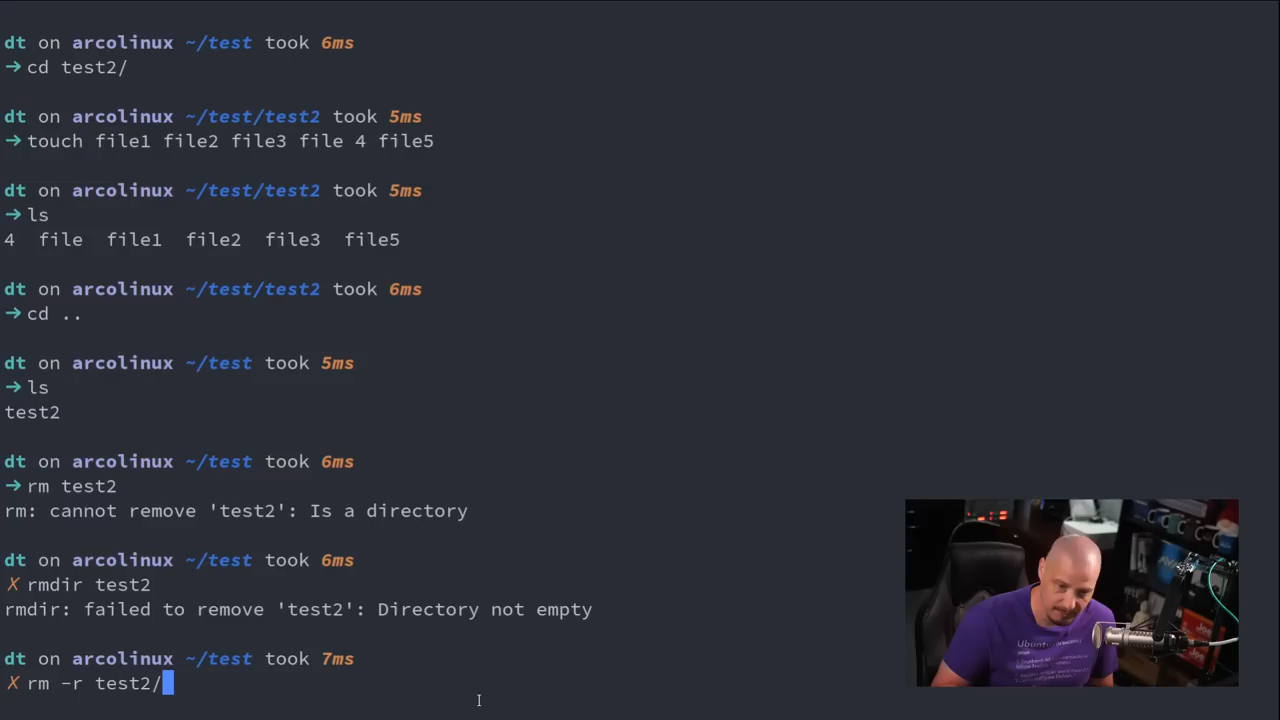 dt on arcolinux ~/test took 6ms
➜ cd test2/
dt on arcolinux ~/test/test2 took 5ms
➜ touch file1 file2 file3 file 4 file5
dt on arcolinux ~/test/test2 took 5ms
➜ ls
4  file  file1  file2  file3  file5
dt on arcolinux ~/test/test2 took 6ms
➜ cd ..
dt on arcolinux ~/test took 5ms
➜ ls
test2
dt on arcolinux ~/test took 6ms
➜ rm test2
rm: cannot remove 'test2': Is a directory
dt on arcolinux ~/test took 6ms
✗ rmdir test2
rmdir: failed to remove 'test2': Directory not empty
dt on arcolinux ~/test took 7ms
✗ rm -r test2/
Ubuntu